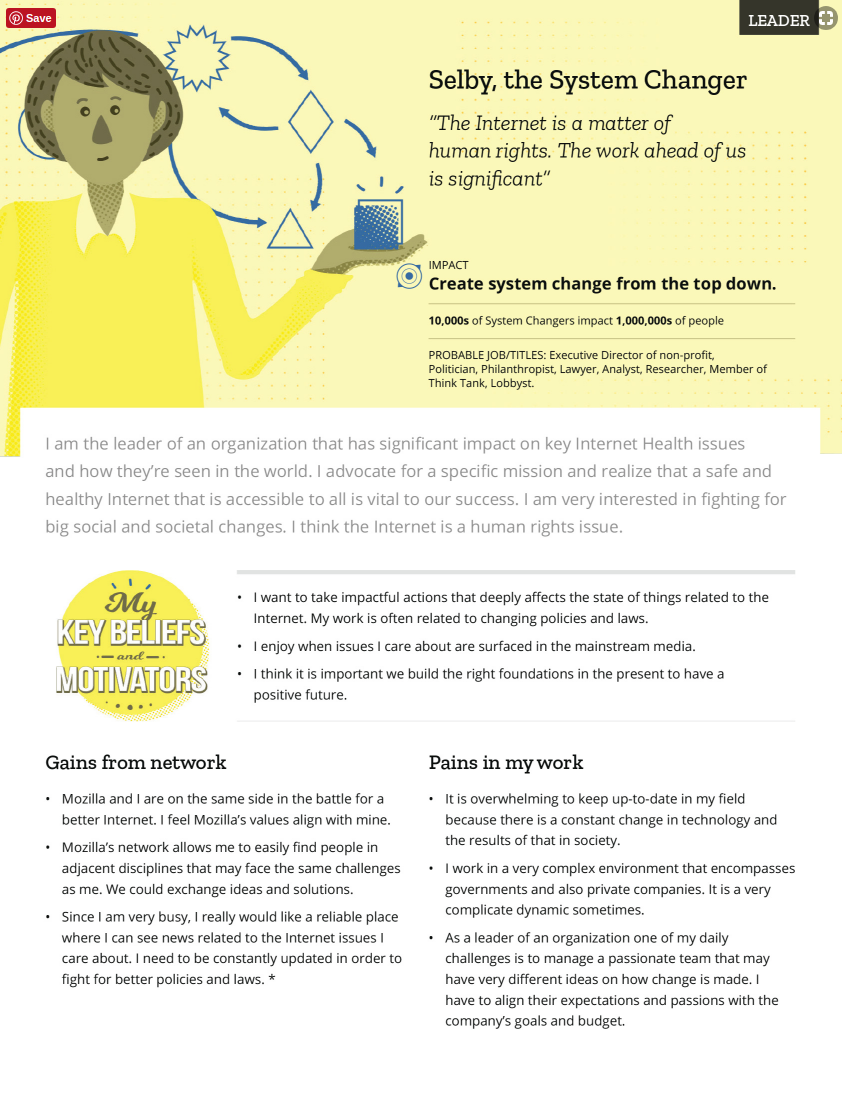 Save
LEADER
Selby, the System Changer
“The Internet is a matter of
human rights. The work ahead of us
is significant”
IMPACT
Create system change from the top down.
10,000s of System Changers impact 1,000,000s of people
PROBABLE JOB/TITLES: Executive Director of non-profit,
Politician, Philanthropist, Lawyer, Analyst, Researcher, Member of
Think Tank, Lobbyst.
I am the leader of an organization that has significant impact on key Internet Health issues
and how they’re seen in the world. I advocate for a specific mission and realize that a safe and
healthy Internet that is accessible to all is vital to our success. I am very interested in fighting for
big social and societal changes. I think the Internet is a human rights issue.
My
KEY BELIEFS
and
MOTIVATORS
• I want to take impactful actions that deeply affects the state of things related to the
Internet. My work is often related to changing policies and laws.
• I enjoy when issues I care about are surfaced in the mainstream media.
• I think it is important we build the right foundations in the present to have a
positive future.
Gains from network
• Mozilla and I are on the same side in the battle for a
better Internet. I feel Mozilla’s values align with mine.
• Mozilla’s network allows me to easily find people in
adjacent disciplines that may face the same challenges
as me. We could exchange ideas and solutions.
• Since I am very busy, I really would like a reliable place
where I can see news related to the Internet issues I
care about. I need to be constantly updated in order to
fight for better policies and laws. *
Pains in my work
• It is overwhelming to keep up-to-date in my field
because there is a constant change in technology and
the results of that in society.
• I work in a very complex environment that encompasses
governments and also private companies. It is a very
complicate dynamic sometimes.
• As a leader of an organization one of my daily
challenges is to manage a passionate team that may
have very different ideas on how change is made. I
have to align their expectations and passions with the
company’s goals and budget.